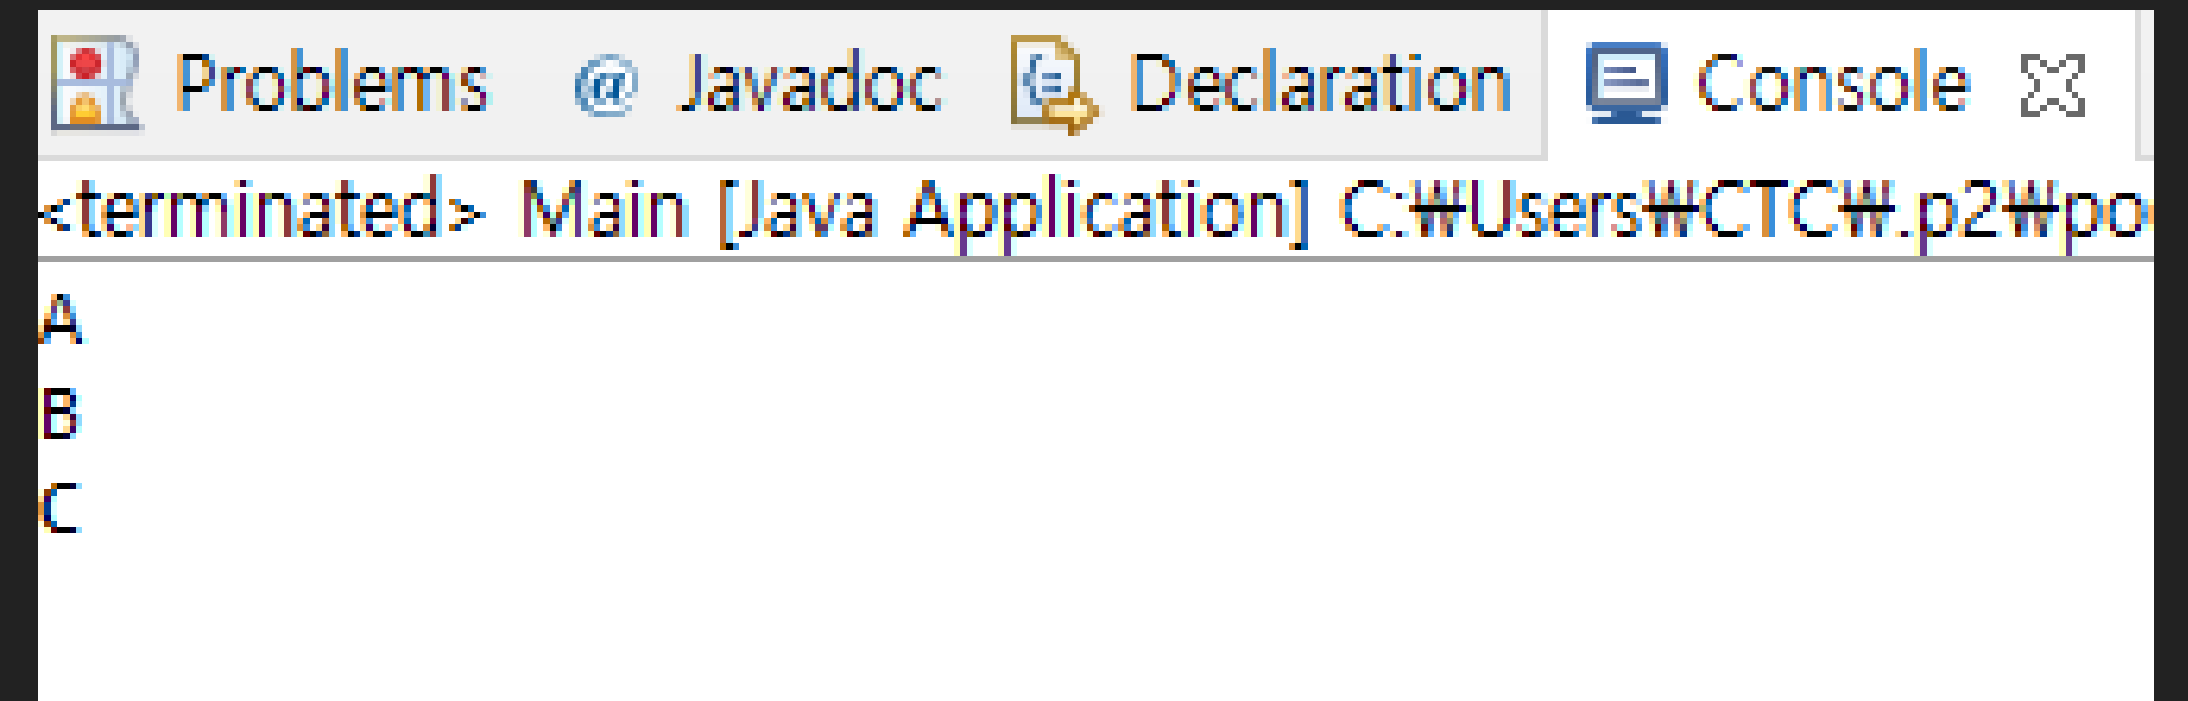 Problems @ Javadoc Declaration Console
<terminated> Main [Java Application] C:₩Users₩CTC₩.p2₩po
A
B
C